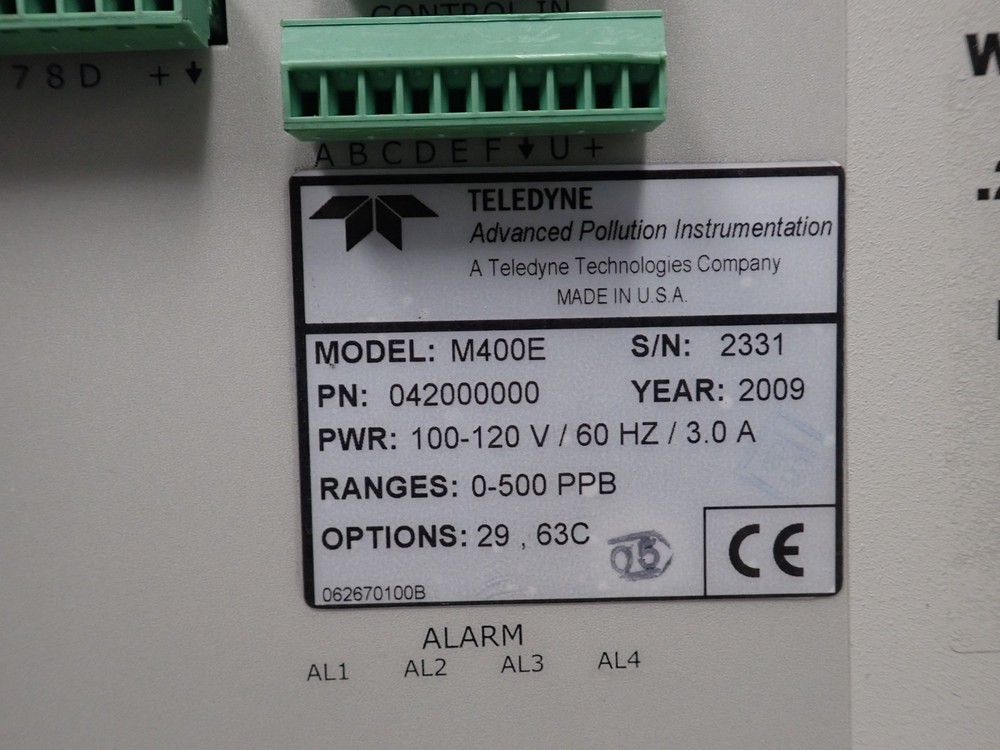 CONTROL IN
7 8 D + ↓
A B C D E F ↓ U +
TELEDYNE
Advanced Pollution Instrumentation
A Teledyne Technologies Company
MADE IN U.S.A.
MODEL: M400E S/N: 2331
PN: 042000000 YEAR: 2009
PWR: 100-120 V / 60 HZ / 3.0 A
RANGES: 0-500 PPB
OPTIONS: 29 , 63C
CE
062670100B
ALARM
AL1 AL2 AL3 AL4